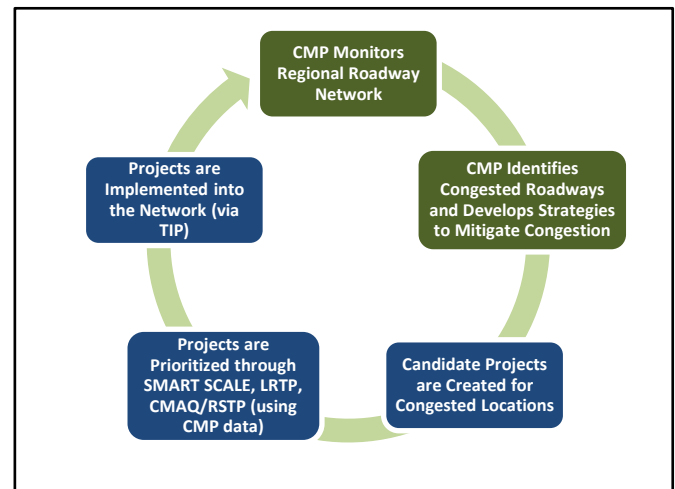 CMP Monitors
Regional Roadway
Network
CMP Identifies
Congested Roadways
and Develops Strategies
to Mitigate Congestion
Candidate Projects
are Created for
Congested Locations
Projects are
Prioritized through
SMART SCALE, LRTP,
CMAQ/RSTP (using
CMP data)
Projects are
Implemented into
the Network (via
TIP)